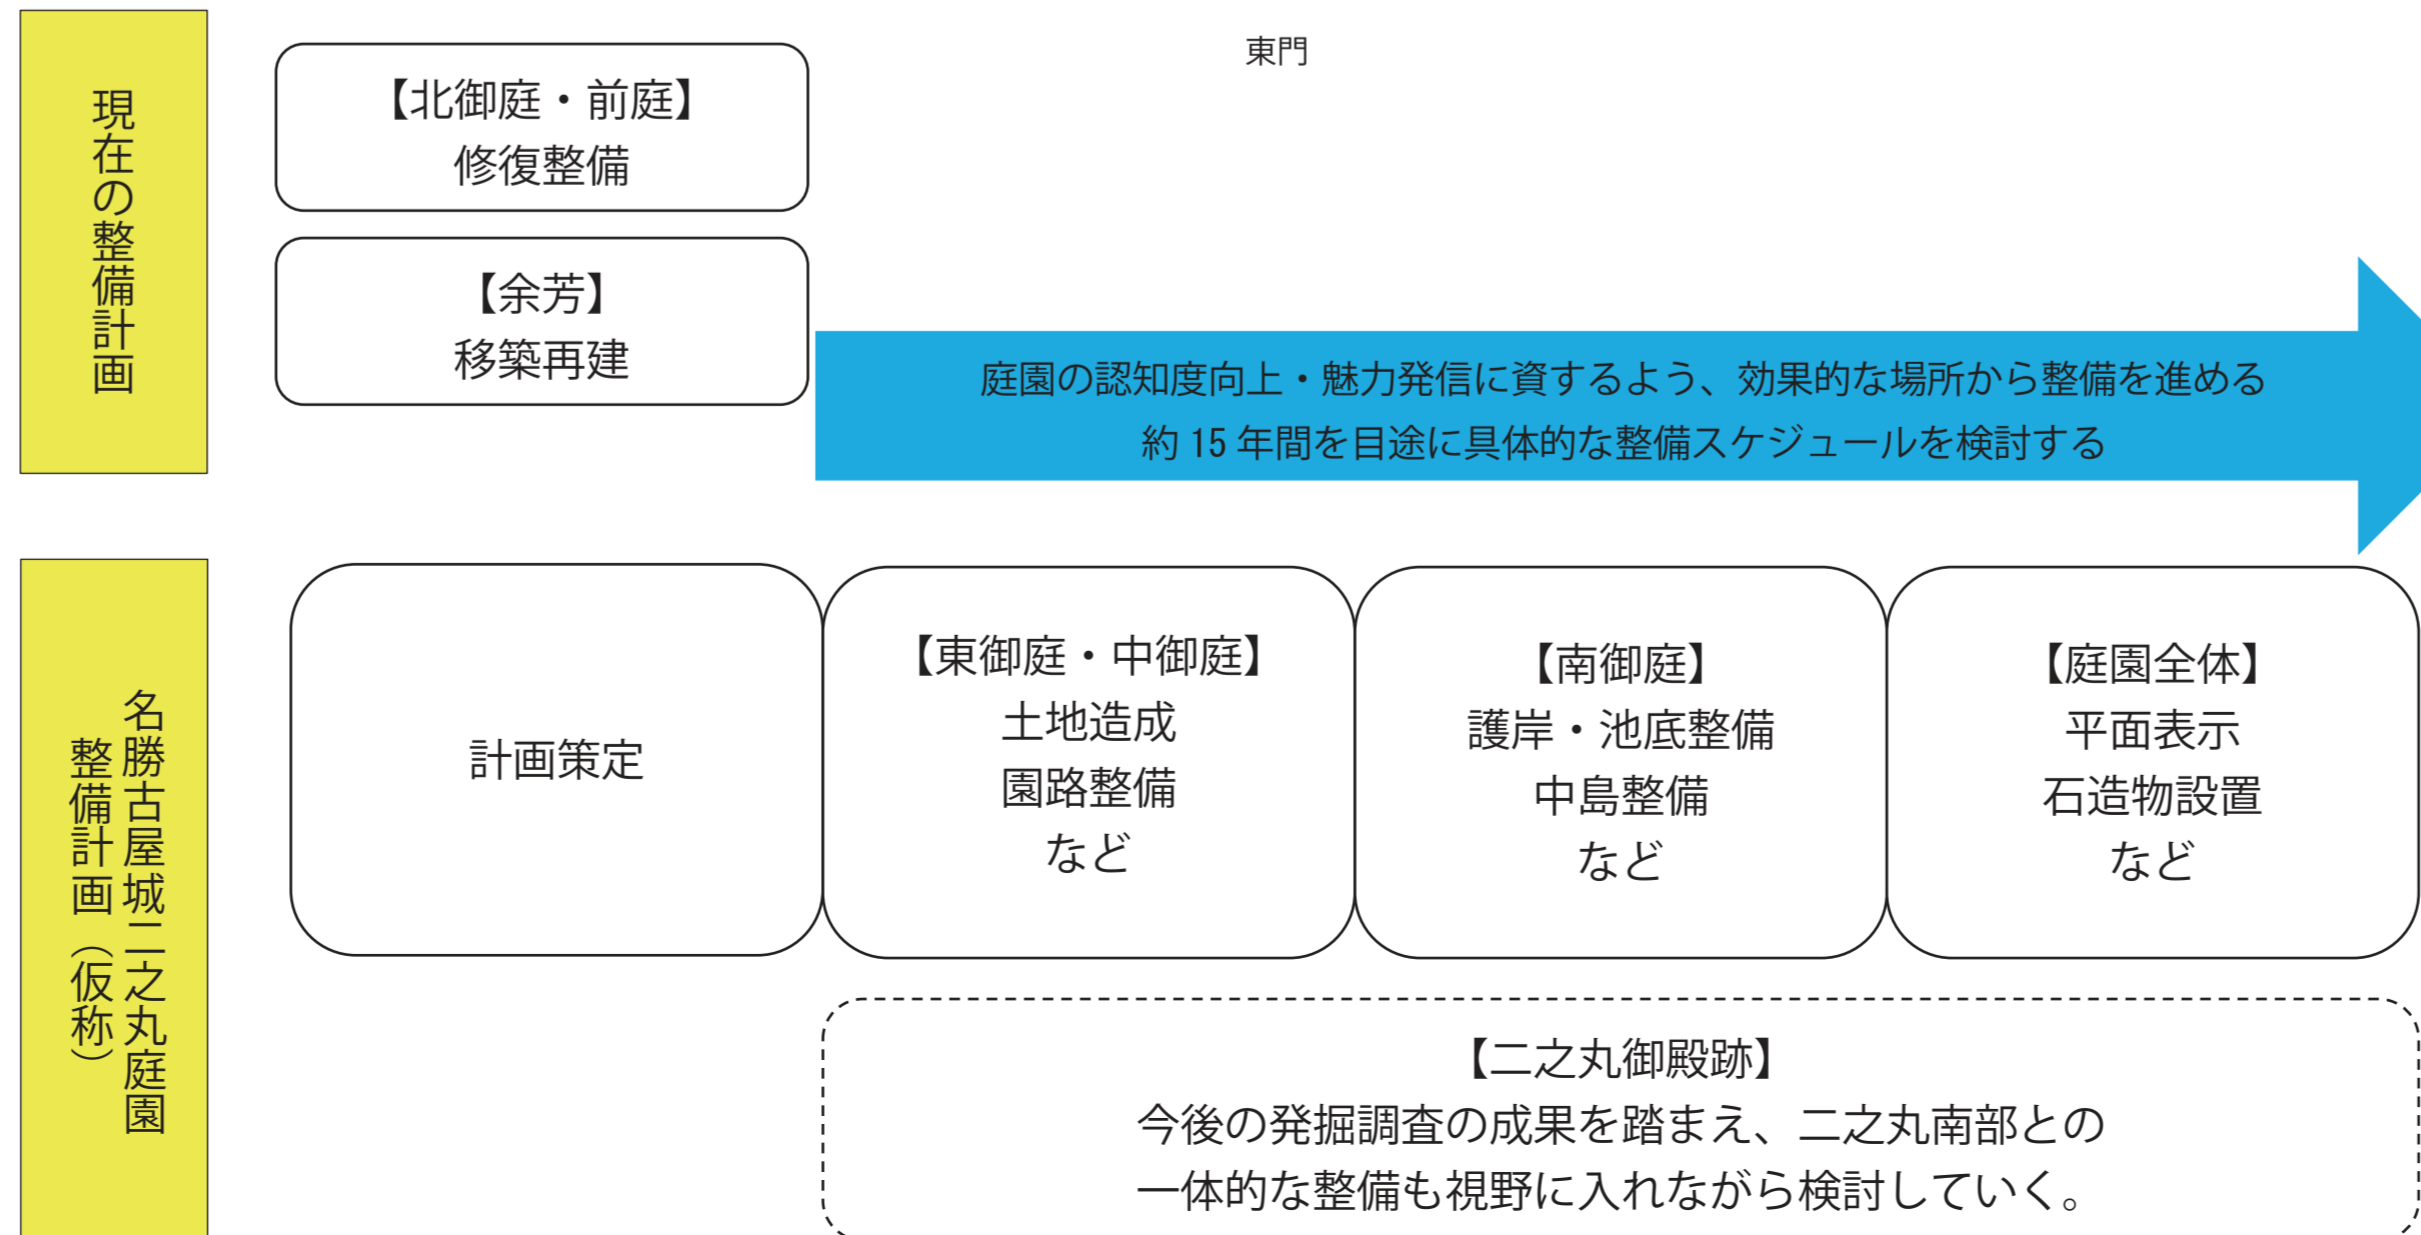 現在の整備計画
【北御庭・前庭】
修復整備
【余芳】
移築再建
東門
庭園の認知度向上・魅力発信に資するよう、効果的な場所から整備を進める
約 15 年間を目途に具体的な整備スケジュールを検討する
名勝古屋城二之丸庭園
整備計画（仮称）
計画策定
【東御庭・中御庭】
土地造成
園路整備
など
【南御庭】
護岸・池底整備
中島整備
など
【庭園全体】
平面表示
石造物設置
など
【二之丸御殿跡】
今後の発掘調査の成果を踏まえ、二之丸南部との
一体的な整備も視野に入れながら検討していく。